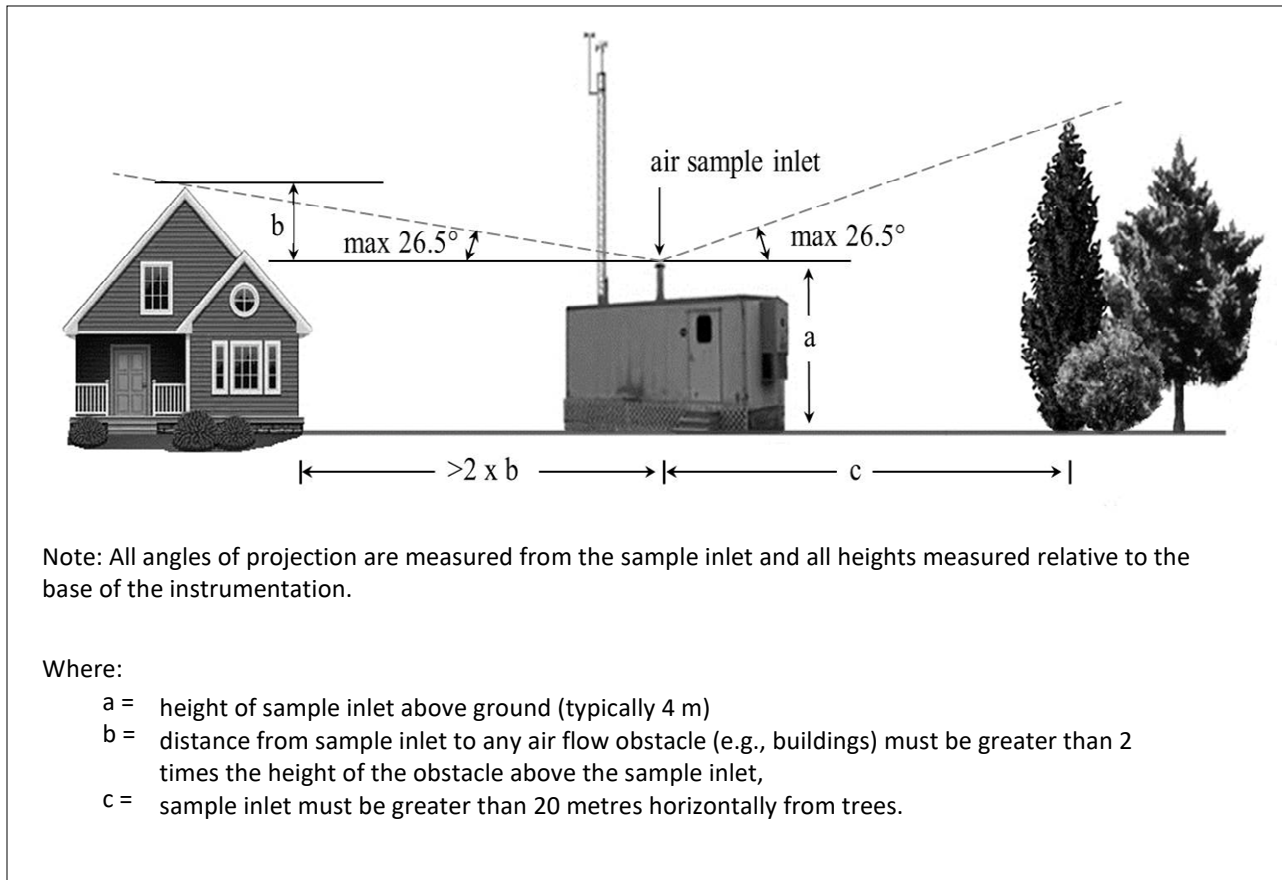 air sample inlet
b
max 26.5°
max 26.5°
a
>2 x b
c
Note: All angles of projection are measured from the sample inlet and all heights measured relative to the
base of the instrumentation.
Where:
a = height of sample inlet above ground (typically 4 m)
b = distance from sample inlet to any air flow obstacle (e.g., buildings) must be greater than 2
times the height of the obstacle above the sample inlet,
c = sample inlet must be greater than 20 metres horizontally from trees.